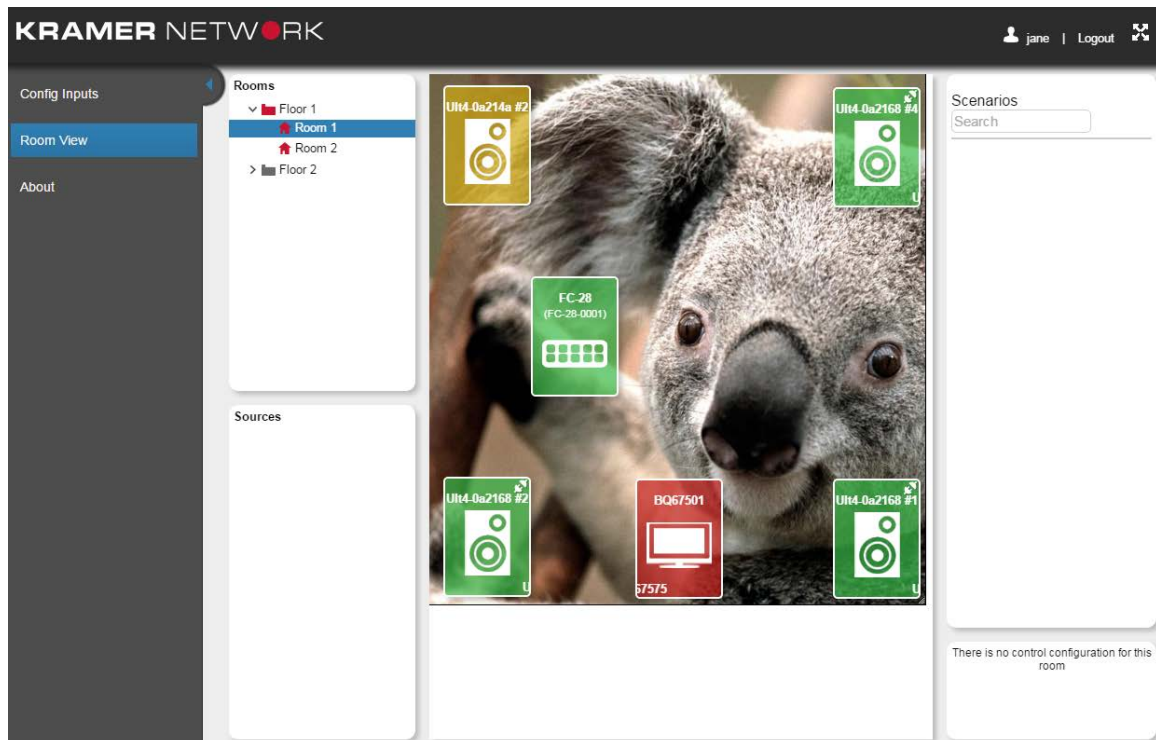 KRAMER NETWORK
jane | Logout
Config Inputs
Room View
About
Rooms
Floor 1
Room 1
Room 2
Floor 2
Sources
Ult4-0a214a #2
Ult4-0a2168 #4
U
FC-28
(FC-28-0001)
Ult4-0a2168 #2
U
BQ67501
67575
Ult4-0a2168 #1
U
Scenarios
Search
There is no control configuration for this
room